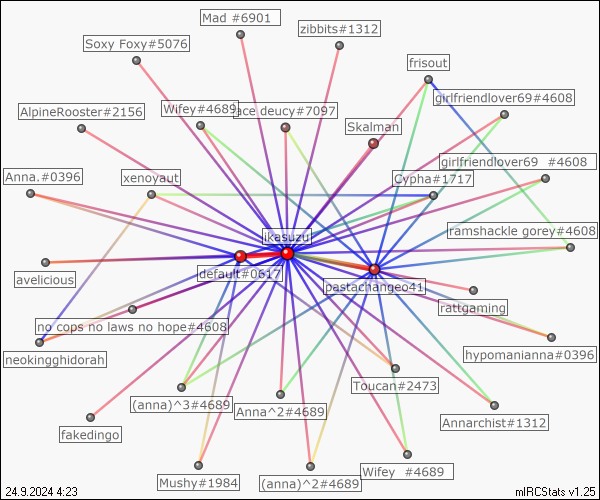 Mad #6901
zibbits#1312
Soxy Foxy#5076
frisout
girlfriendlover69#4608
AlpineRooster#2156
Wifey#4689
ace deucy#7097
Skalman
girlfriendlover69 #4608
Anna.#0396
xenoyaut
Cypha#1717
ikasuzu
ramshackle gorey#4608
default#0617
avelicious
pastachangeo41
rattgaming
no cops no laws no hope#4608
neokingghidorah
hypomanianna#0396
Toucan#2473
(anna)^3#4689
Anna^2#4689
Annarchist#1312
fakedingo
Mushy#1984
(anna)^2#4689
Wifey #4689
24.9.2024 4:23
mIRCStats v1.25